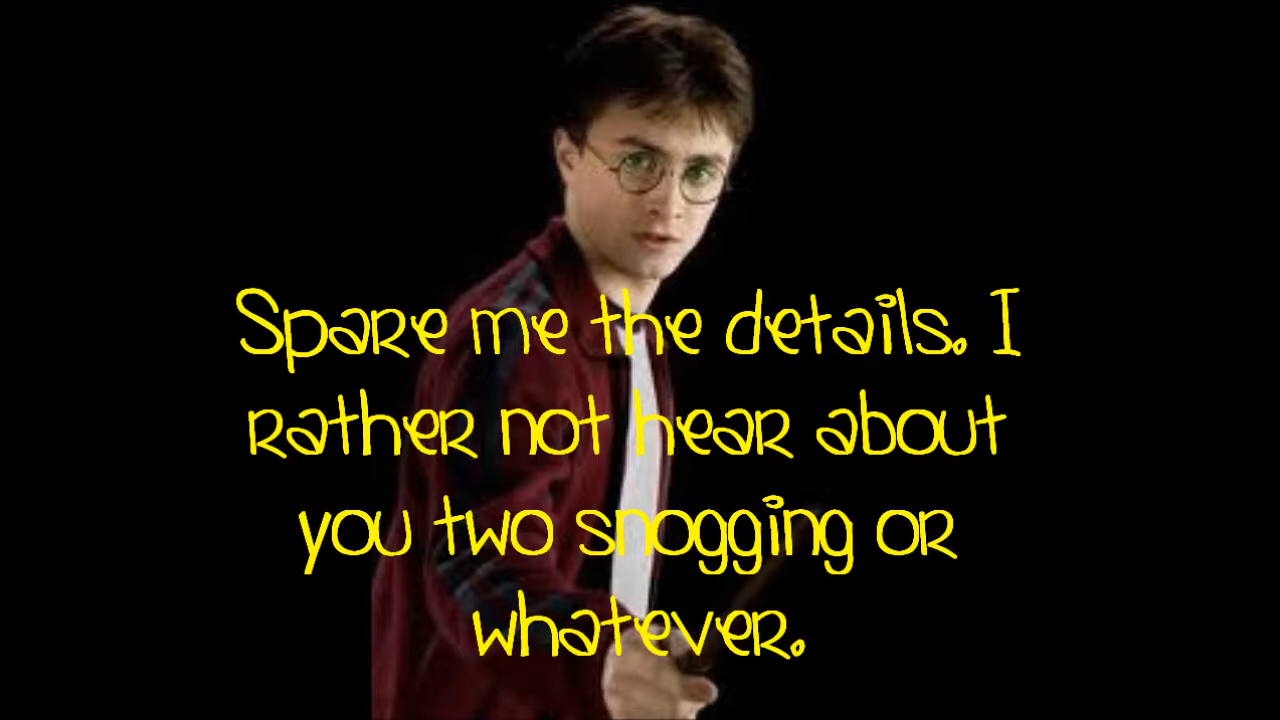 Spare me the details. I
rather not hear about
you two snogging or
whatever.